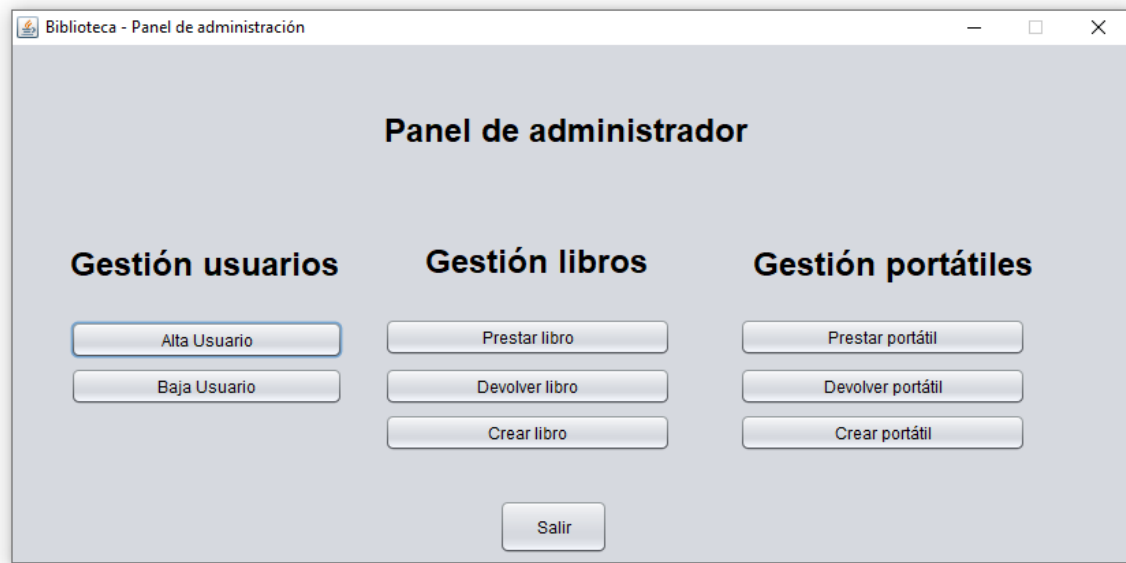 Biblioteca - Panel de administración
Panel de administrador
Gestión usuarios
Alta Usuario
Baja Usuario
Gestión libros
Prestar libro
Devolver libro
Crear libro
Gestión portátiles
Prestar portátil
Devolver portátil
Crear portátil
Salir